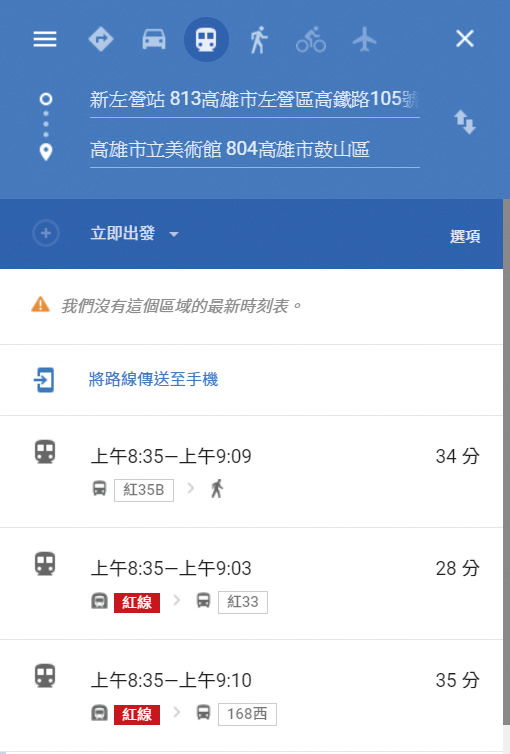 新左營站 813高雄市左營區高鐵路105號
高雄市立美術館 804高雄市鼓山區
立即出發
選項
我們沒有這個區域的最新時刻表。
將路線傳送至手機
上午8:35—上午9:09 34 分
紅35B
上午8:35—上午9:03 28 分
紅線 紅33
上午8:35—上午9:10 35 分
紅線 168西